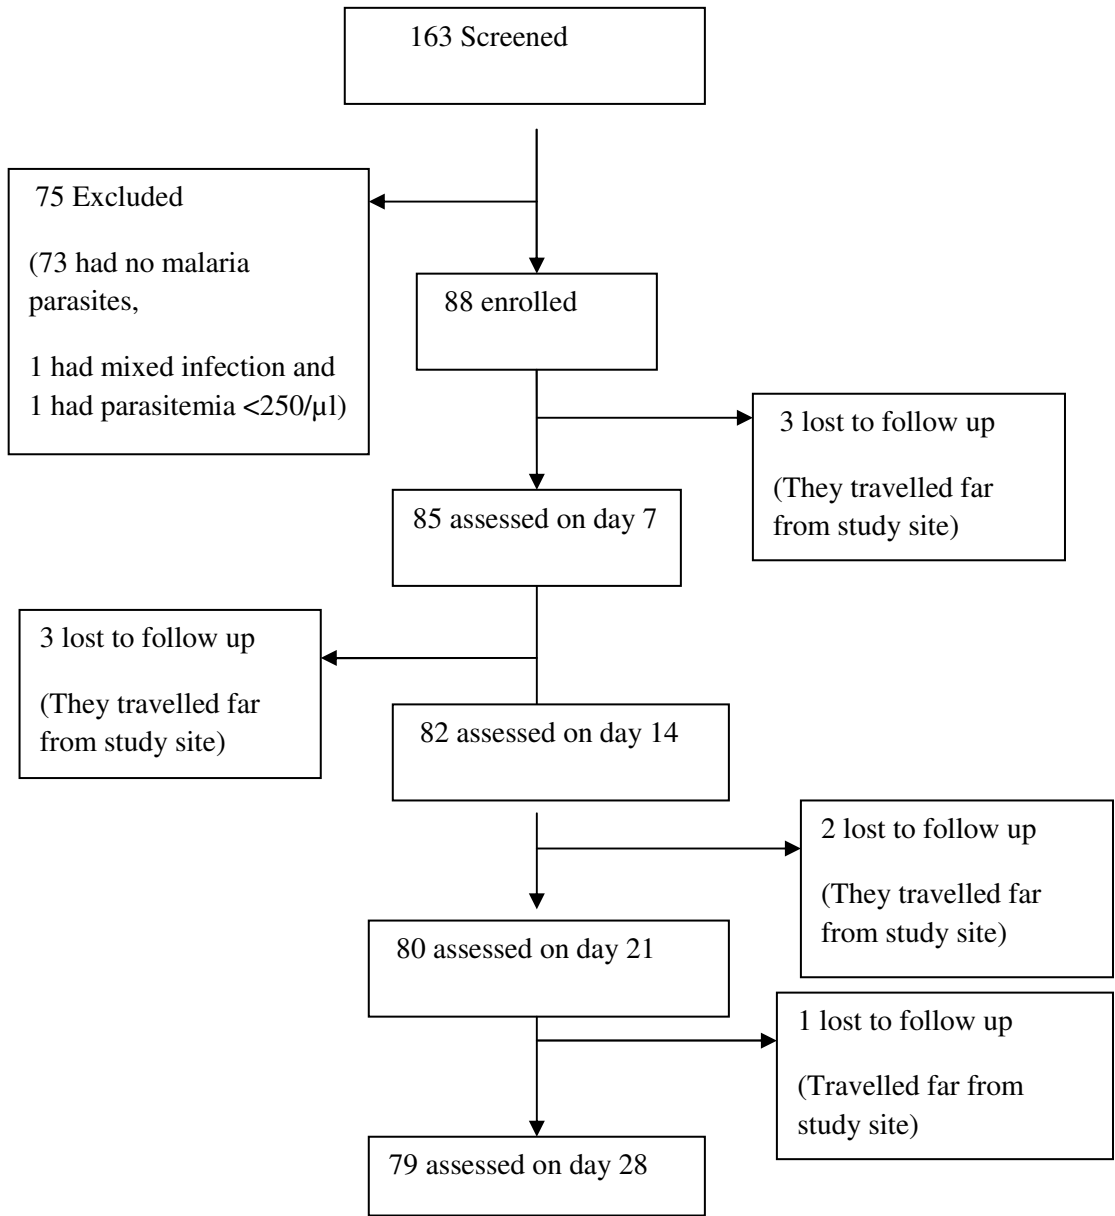 163 Screened
75 Excluded
(73 had no malaria
parasites,
1 had mixed infection and
1 had parasitemia <250/µl)
88 enrolled
3 lost to follow up
(They travelled far
from study site)
85 assessed on day 7
3 lost to follow up
(They travelled far
from study site)
82 assessed on day 14
2 lost to follow up
(They travelled far
from study site)
80 assessed on day 21
1 lost to follow up
(Travelled far from
study site)
79 assessed on day 28